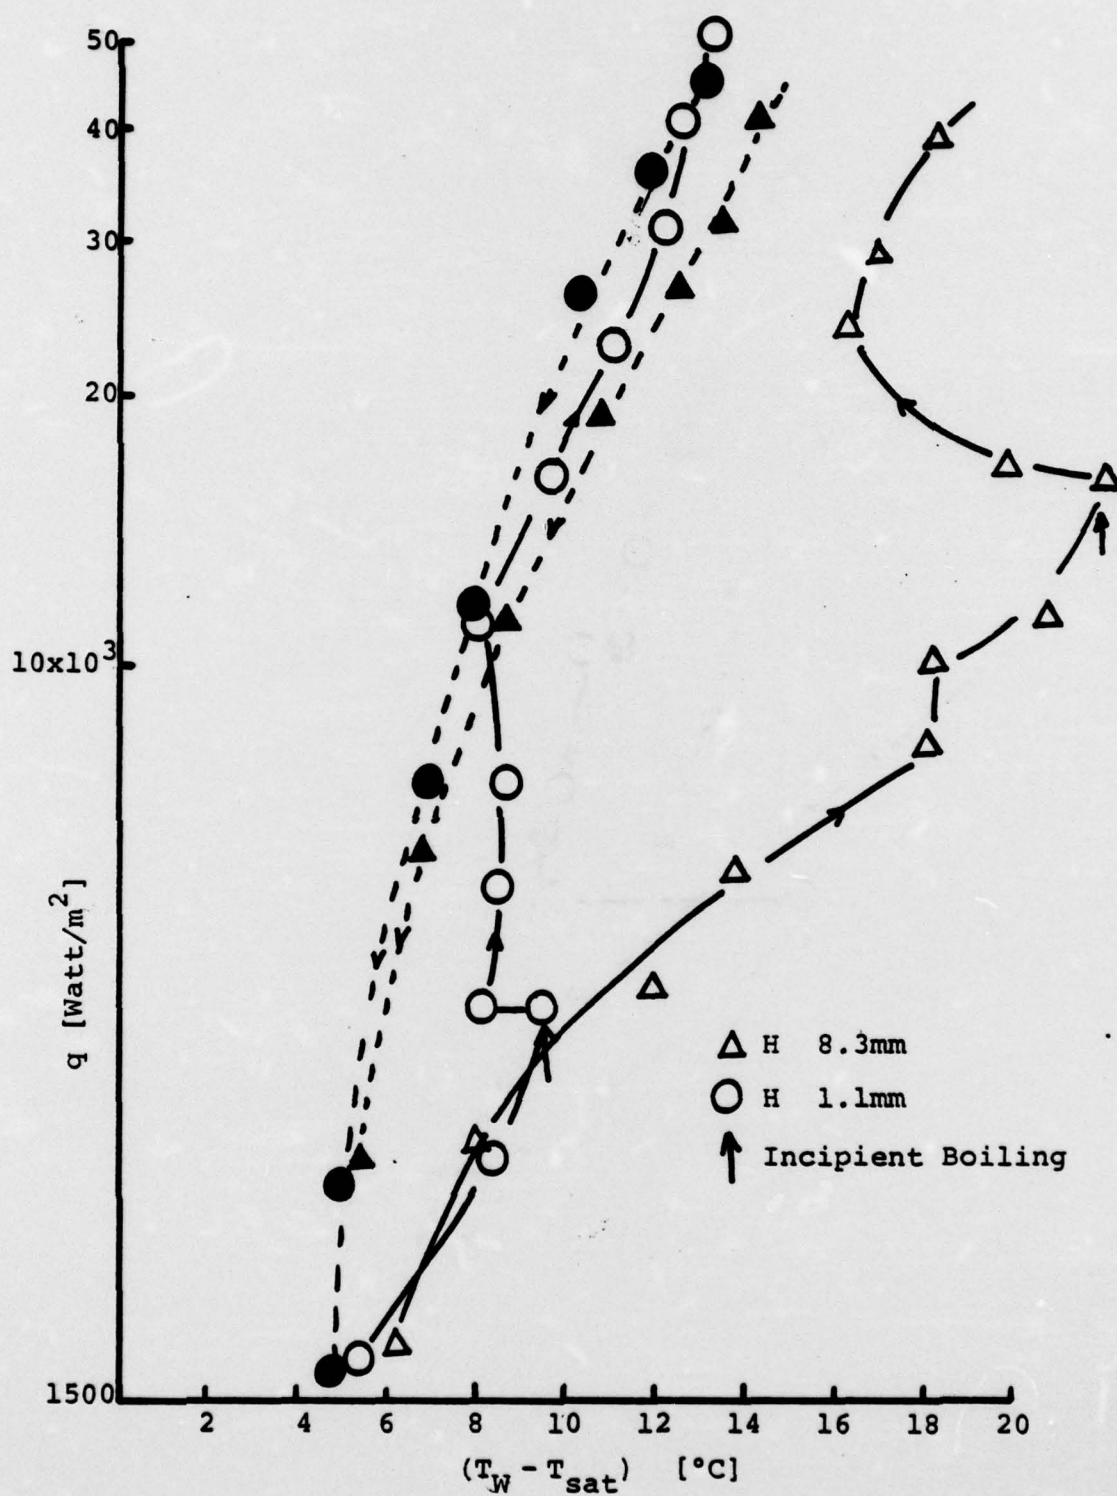 50
40
30
20
10x10³
1500
q [Watt/m²]
△ H 8.3mm
○ H 1.1mm
↑ Incipient Boiling
2 4 6 8 10 12 14 16 18 20
(T_W - T_sat) [°C]